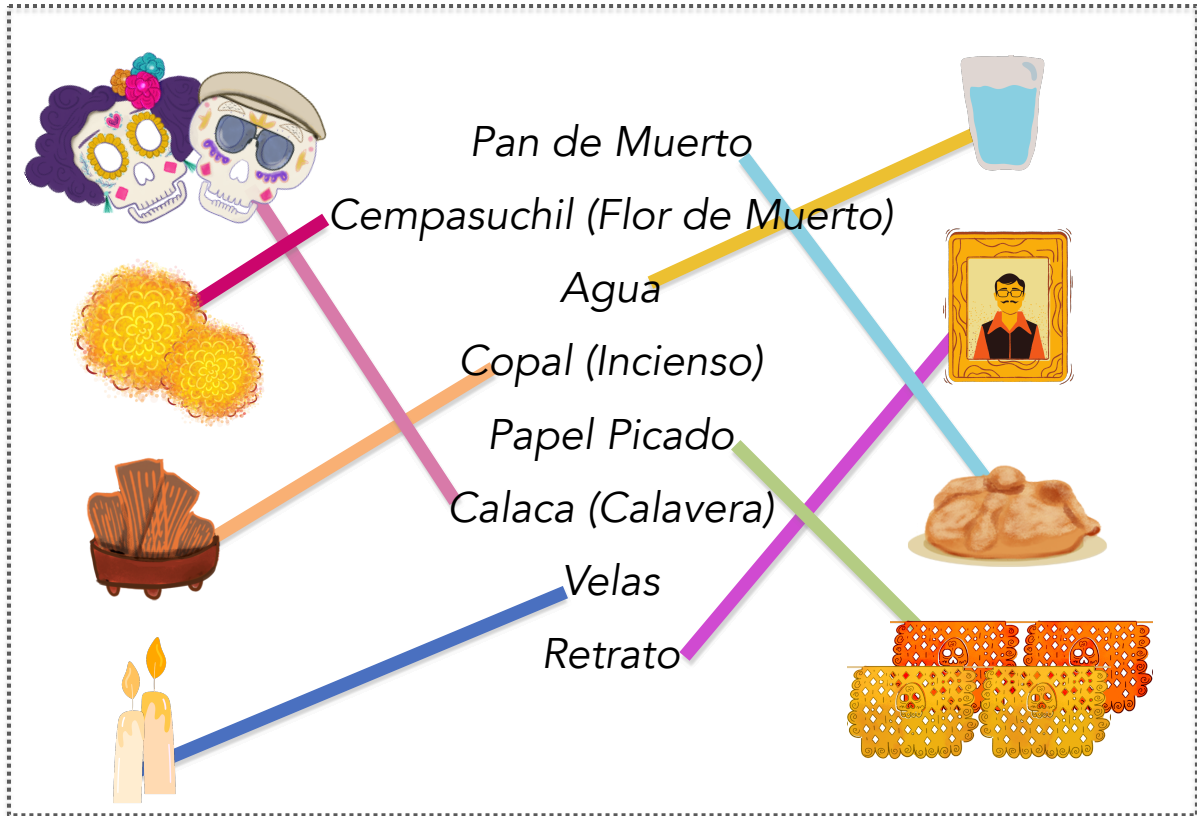 Pan de Muerto
Cempasuchil (Flor de Muerto)
Agua
Copal (Incienso)
Papel Picado
Calaca (Calavera)
Velas
Retrato